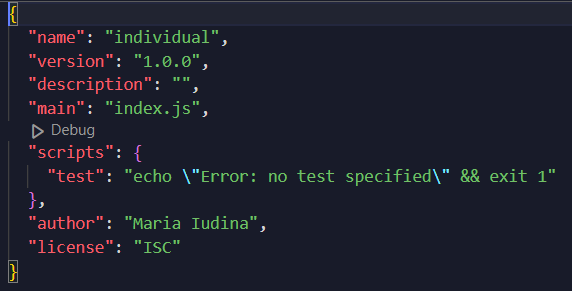 {
"name": "individual",
"version": "1.0.0",
"description": "",
"main": "index.js",
Debug
"scripts": {
"test": "echo \"Error: no test specified\" && exit 1"
},
"author": "Maria Iudina",
"license": "ISC"
}